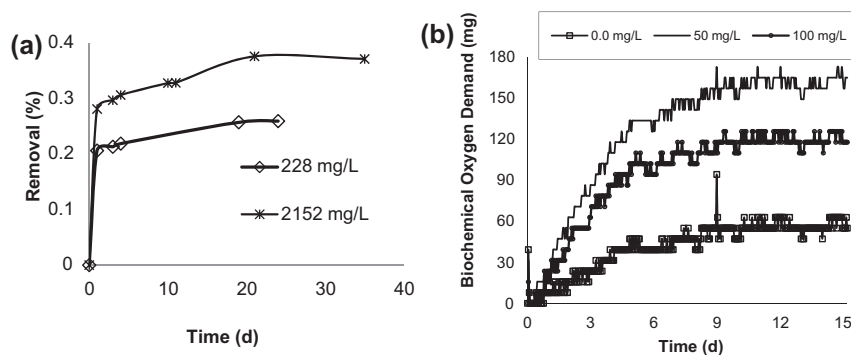 (a)
0.4
0.3
0.2
0.1
0
Removal (%)
228 mg/L
2152 mg/L
0 10 20 30 40
Time (d)
(b)
0.0 mg/L 50 mg/L 100 mg/L
180
150
120
90
60
30
0
Biochemical Oxygen Demand (mg)
0 3 6 9 12 15
Time (d)